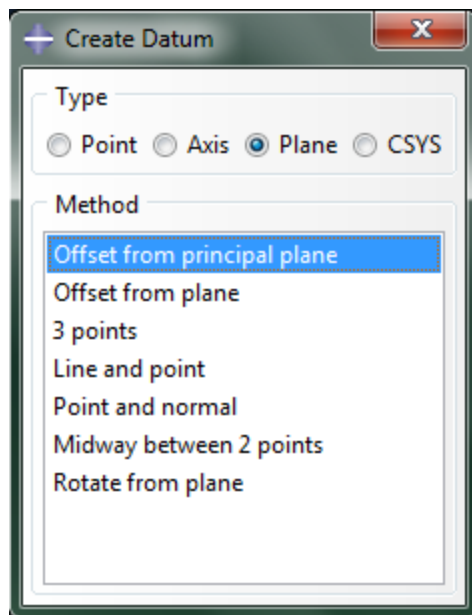 Create Datum
Type
Point Axis Plane CSYS
Method
Offset from principal plane
Offset from plane
3 points
Line and point
Point and normal
Midway between 2 points
Rotate from plane